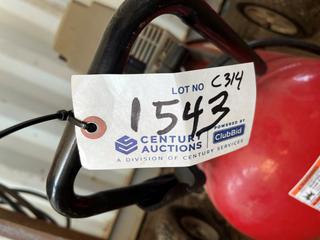 LOT NO C314
1543
CENTURY AUCTIONS
POWERED BY ClubBid
A DIVISION OF CENTURY SERVICES